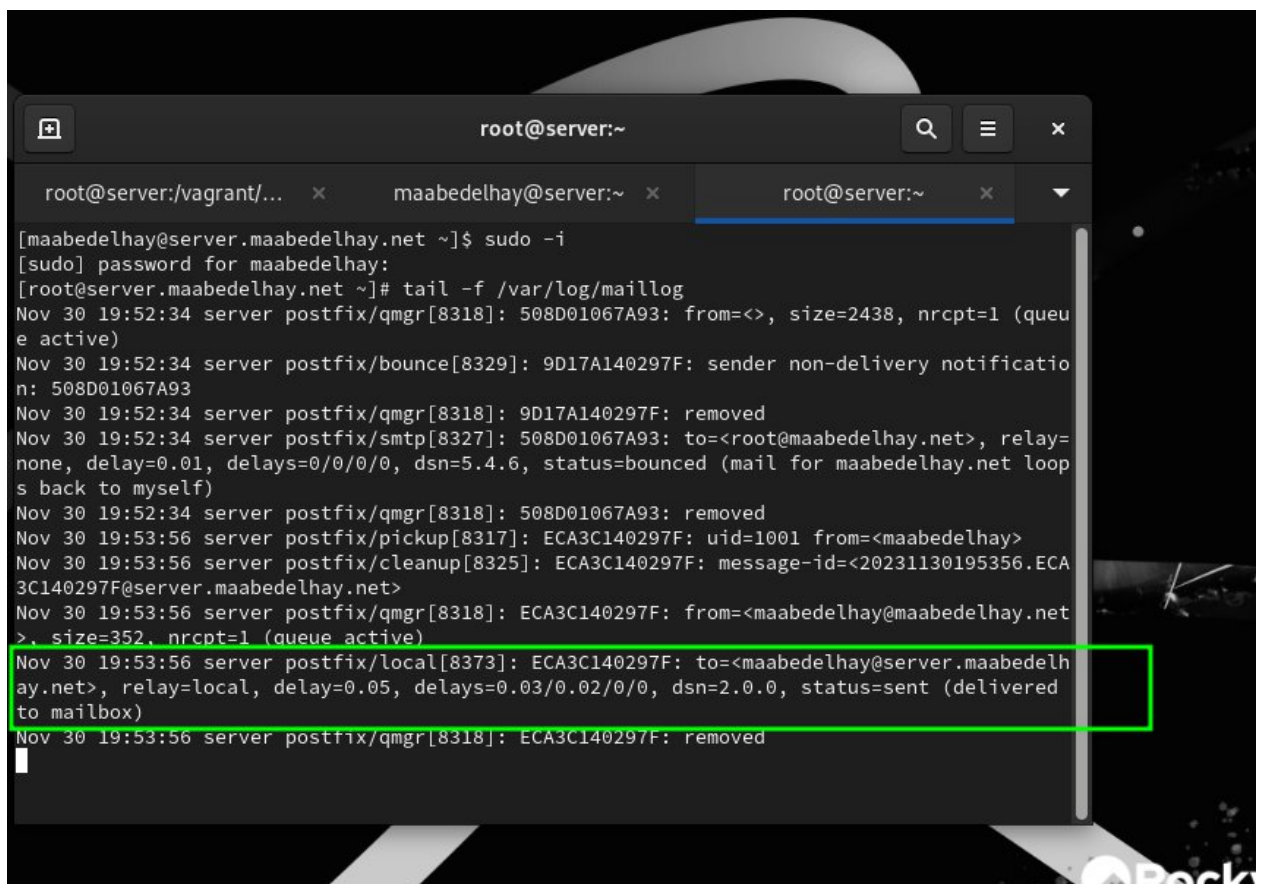 root@server:~
root@server:/vagrant/...
maabedelhay@server:~
root@server:~
[maabedelhay@server.maabedelhay.net ~]$ sudo -i
[sudo] password for maabedelhay:
[root@server.maabedelhay.net ~]# tail -f /var/log/maillog
Nov 30 19:52:34 server postfix/qmgr[8318]: 508D01067A93: from=<>, size=2438, nrcpt=1 (queu
e active)
Nov 30 19:52:34 server postfix/bounce[8329]: 9D17A140297F: sender non-delivery notificatio
n: 508D01067A93
Nov 30 19:52:34 server postfix/qmgr[8318]: 9D17A140297F: removed
Nov 30 19:52:34 server postfix/smtp[8327]: 508D01067A93: to=<root@maabedelhay.net>, relay=
none, delay=0.01, delays=0/0/0/0, dsn=5.4.6, status=bounced (mail for maabedelhay.net loop
s back to myself)
Nov 30 19:52:34 server postfix/qmgr[8318]: 508D01067A93: removed
Nov 30 19:53:56 server postfix/pickup[8317]: ECA3C140297F: uid=1001 from=<maabedelhay>
Nov 30 19:53:56 server postfix/cleanup[8325]: ECA3C140297F: message-id=<20231130195356.ECA
3C140297F@server.maabedelhay.net>
Nov 30 19:53:56 server postfix/qmgr[8318]: ECA3C140297F: from=<maabedelhay@maabedelhay.net
>, size=352, nrcpt=1 (queue active)
Nov 30 19:53:56 server postfix/local[8373]: ECA3C140297F: to=<maabedelhay@server.maabedelh
ay.net>, relay=local, delay=0.05, delays=0.03/0.02/0/0, dsn=2.0.0, status=sent (delivered
to mailbox)
Nov 30 19:53:56 server postfix/qmgr[8318]: ECA3C140297F: removed
Rocky